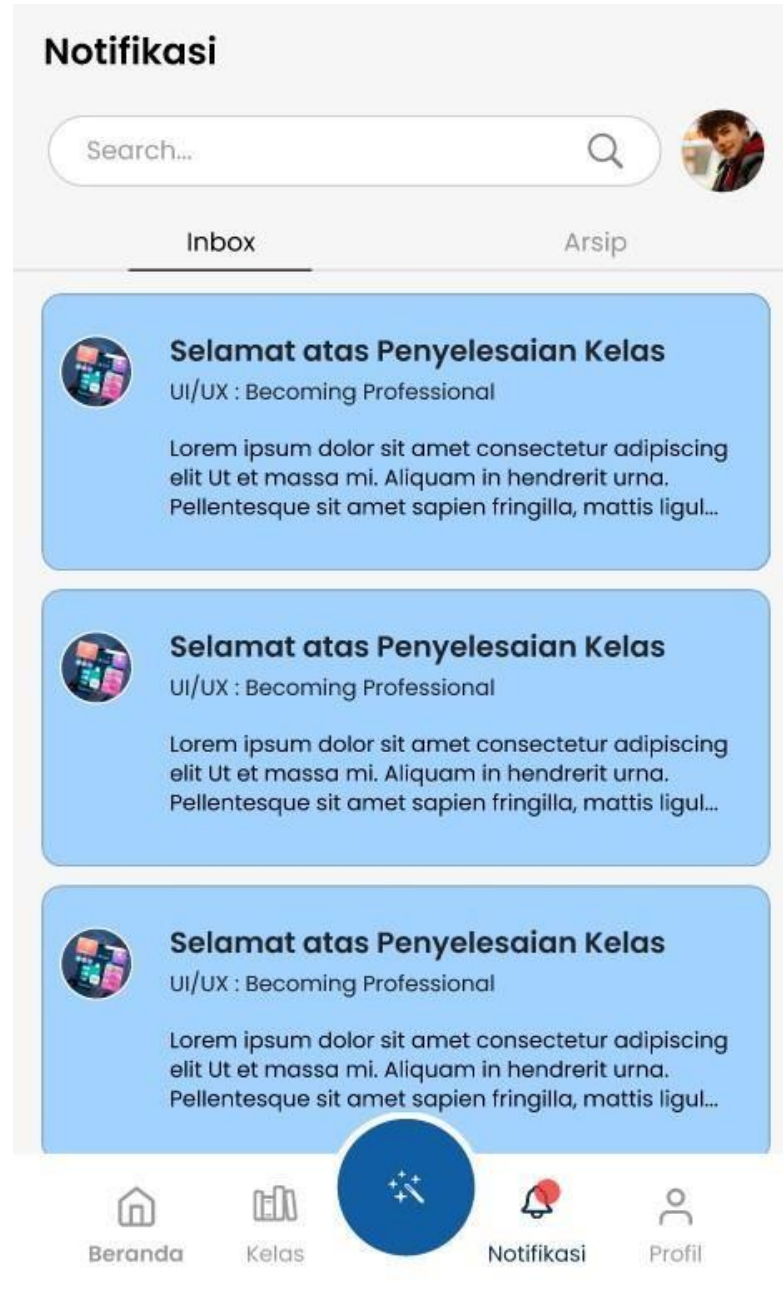 Notifikasi
Search...
Inbox
Arsip
Selamat atas Penyelesaian Kelas
UI/UX : Becoming Professional
Lorem ipsum dolor sit amet consectetur adipiscing
elit Ut et massa mi. Aliquam in hendrerit urna.
Pellentesque sit amet sapien fringilla, mattis ligul...
Selamat atas Penyelesaian Kelas
UI/UX : Becoming Professional
Lorem ipsum dolor sit amet consectetur adipiscing
elit Ut et massa mi. Aliquam in hendrerit urna.
Pellentesque sit amet sapien fringilla, mattis ligul...
Selamat atas Penyelesaian Kelas
UI/UX : Becoming Professional
Lorem ipsum dolor sit amet consectetur adipiscing
elit Ut et massa mi. Aliquam in hendrerit urna.
Pellentesque sit amet sapien fringilla, mattis ligul...
Beranda
Kelas
Notifikasi
Profil